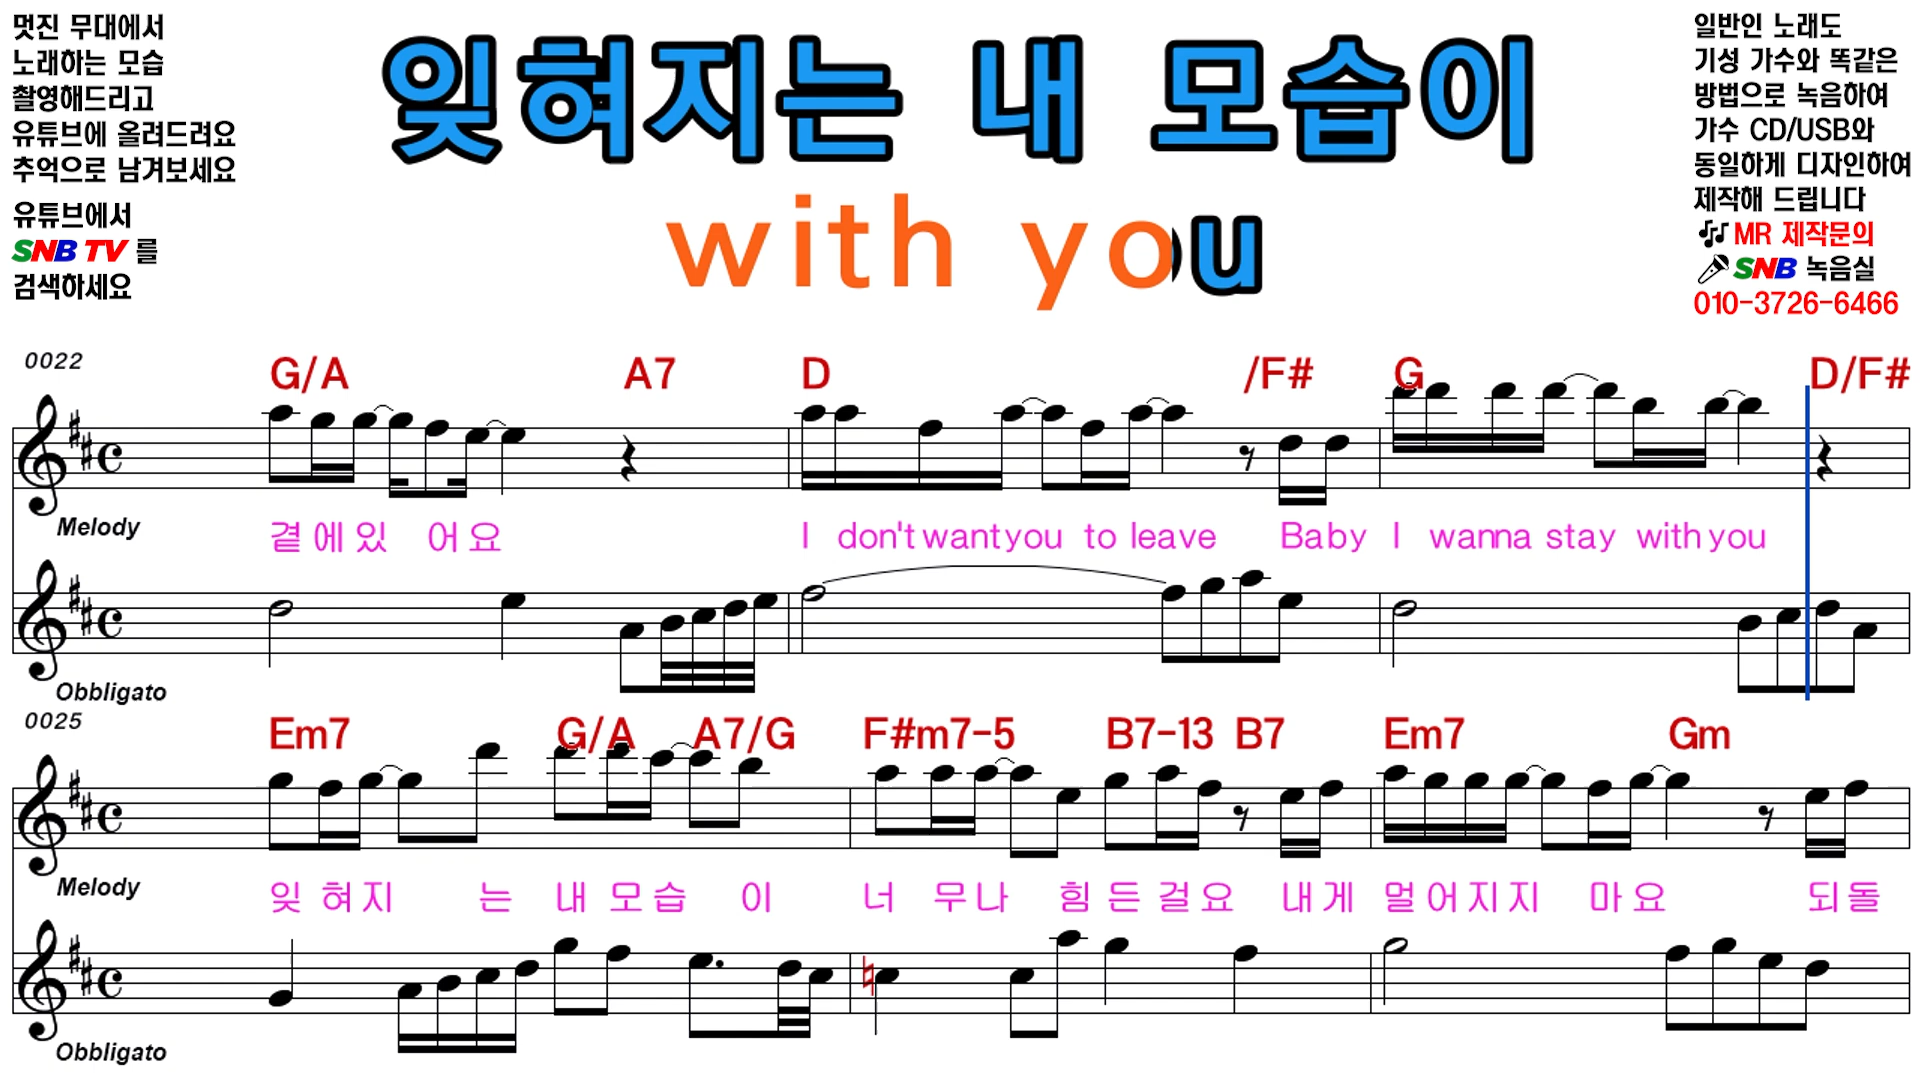 멋진 무대에서
노래하는 모습
촬영해드리고
유튜브에 올려드려요
추억으로 남겨보세요
유튜브에서
SNB TV 를
검색하세요
잊혀지는 내 모습이
with you
일반인 노래도
기성 가수와 똑같은
방법으로 녹음하여
가수 CD/USB와
동일하게 디자인하여
제작해 드립니다
MR 제작문의
SNB 녹음실
010-3726-6466
0022
G/A A7 D /F# G D/F#
Melody
곁에있 어요 I don't want you to leave Baby I wanna stay with you
Obbligato
0025
Em7 G/A A7/G F#m7-5 B7-13 B7 Em7 Gm
Melody
잊혀지 는 내모습 이 너 무나 힘든걸요 내게 멀어지지 마요 되돌
Obbligato